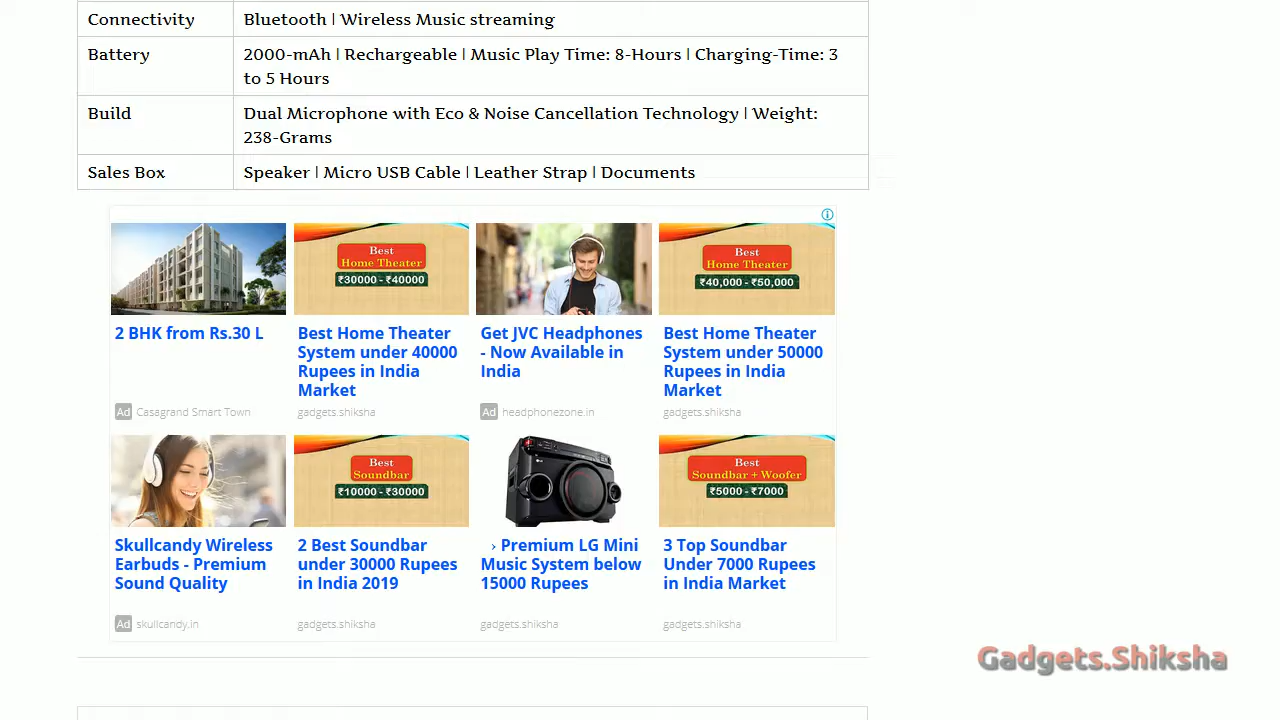 Connectivity
Bluetooth | Wireless Music streaming
Battery
2000-mAh | Rechargeable | Music Play Time: 8-Hours | Charging-Time: 3
to 5 Hours
Build
Dual Microphone with Eco & Noise Cancellation Technology | Weight:
238-Grams
Sales Box
Speaker | Micro USB Cable | Leather Strap | Documents
Best
Home Theater
₹30000 - ₹40000
Best
Home Theater
₹40,000 - ₹50,000
2 BHK from Rs.30 L
Best Home Theater
System under 40000
Rupees in India
Market
Get JVC Headphones
- Now Available in
India
Best Home Theater
System under 50000
Rupees in India
Market
Ad Casagrand Smart Town
gadgets.shiksha
Ad headphonezone.in
gadgets.shiksha
Best
Soundbar
₹10000 - ₹30000
Best
Soundbar + Woofer
₹5000 - ₹7000
Skullcandy Wireless
Earbuds - Premium
Sound Quality
2 Best Soundbar
under 30000 Rupees
in India 2019
› Premium LG Mini
Music System below
15000 Rupees
3 Top Soundbar
Under 7000 Rupees
in India Market
Ad skullcandy.in
gadgets.shiksha
gadgets.shiksha
gadgets.shiksha
Gadgets.Shiksha